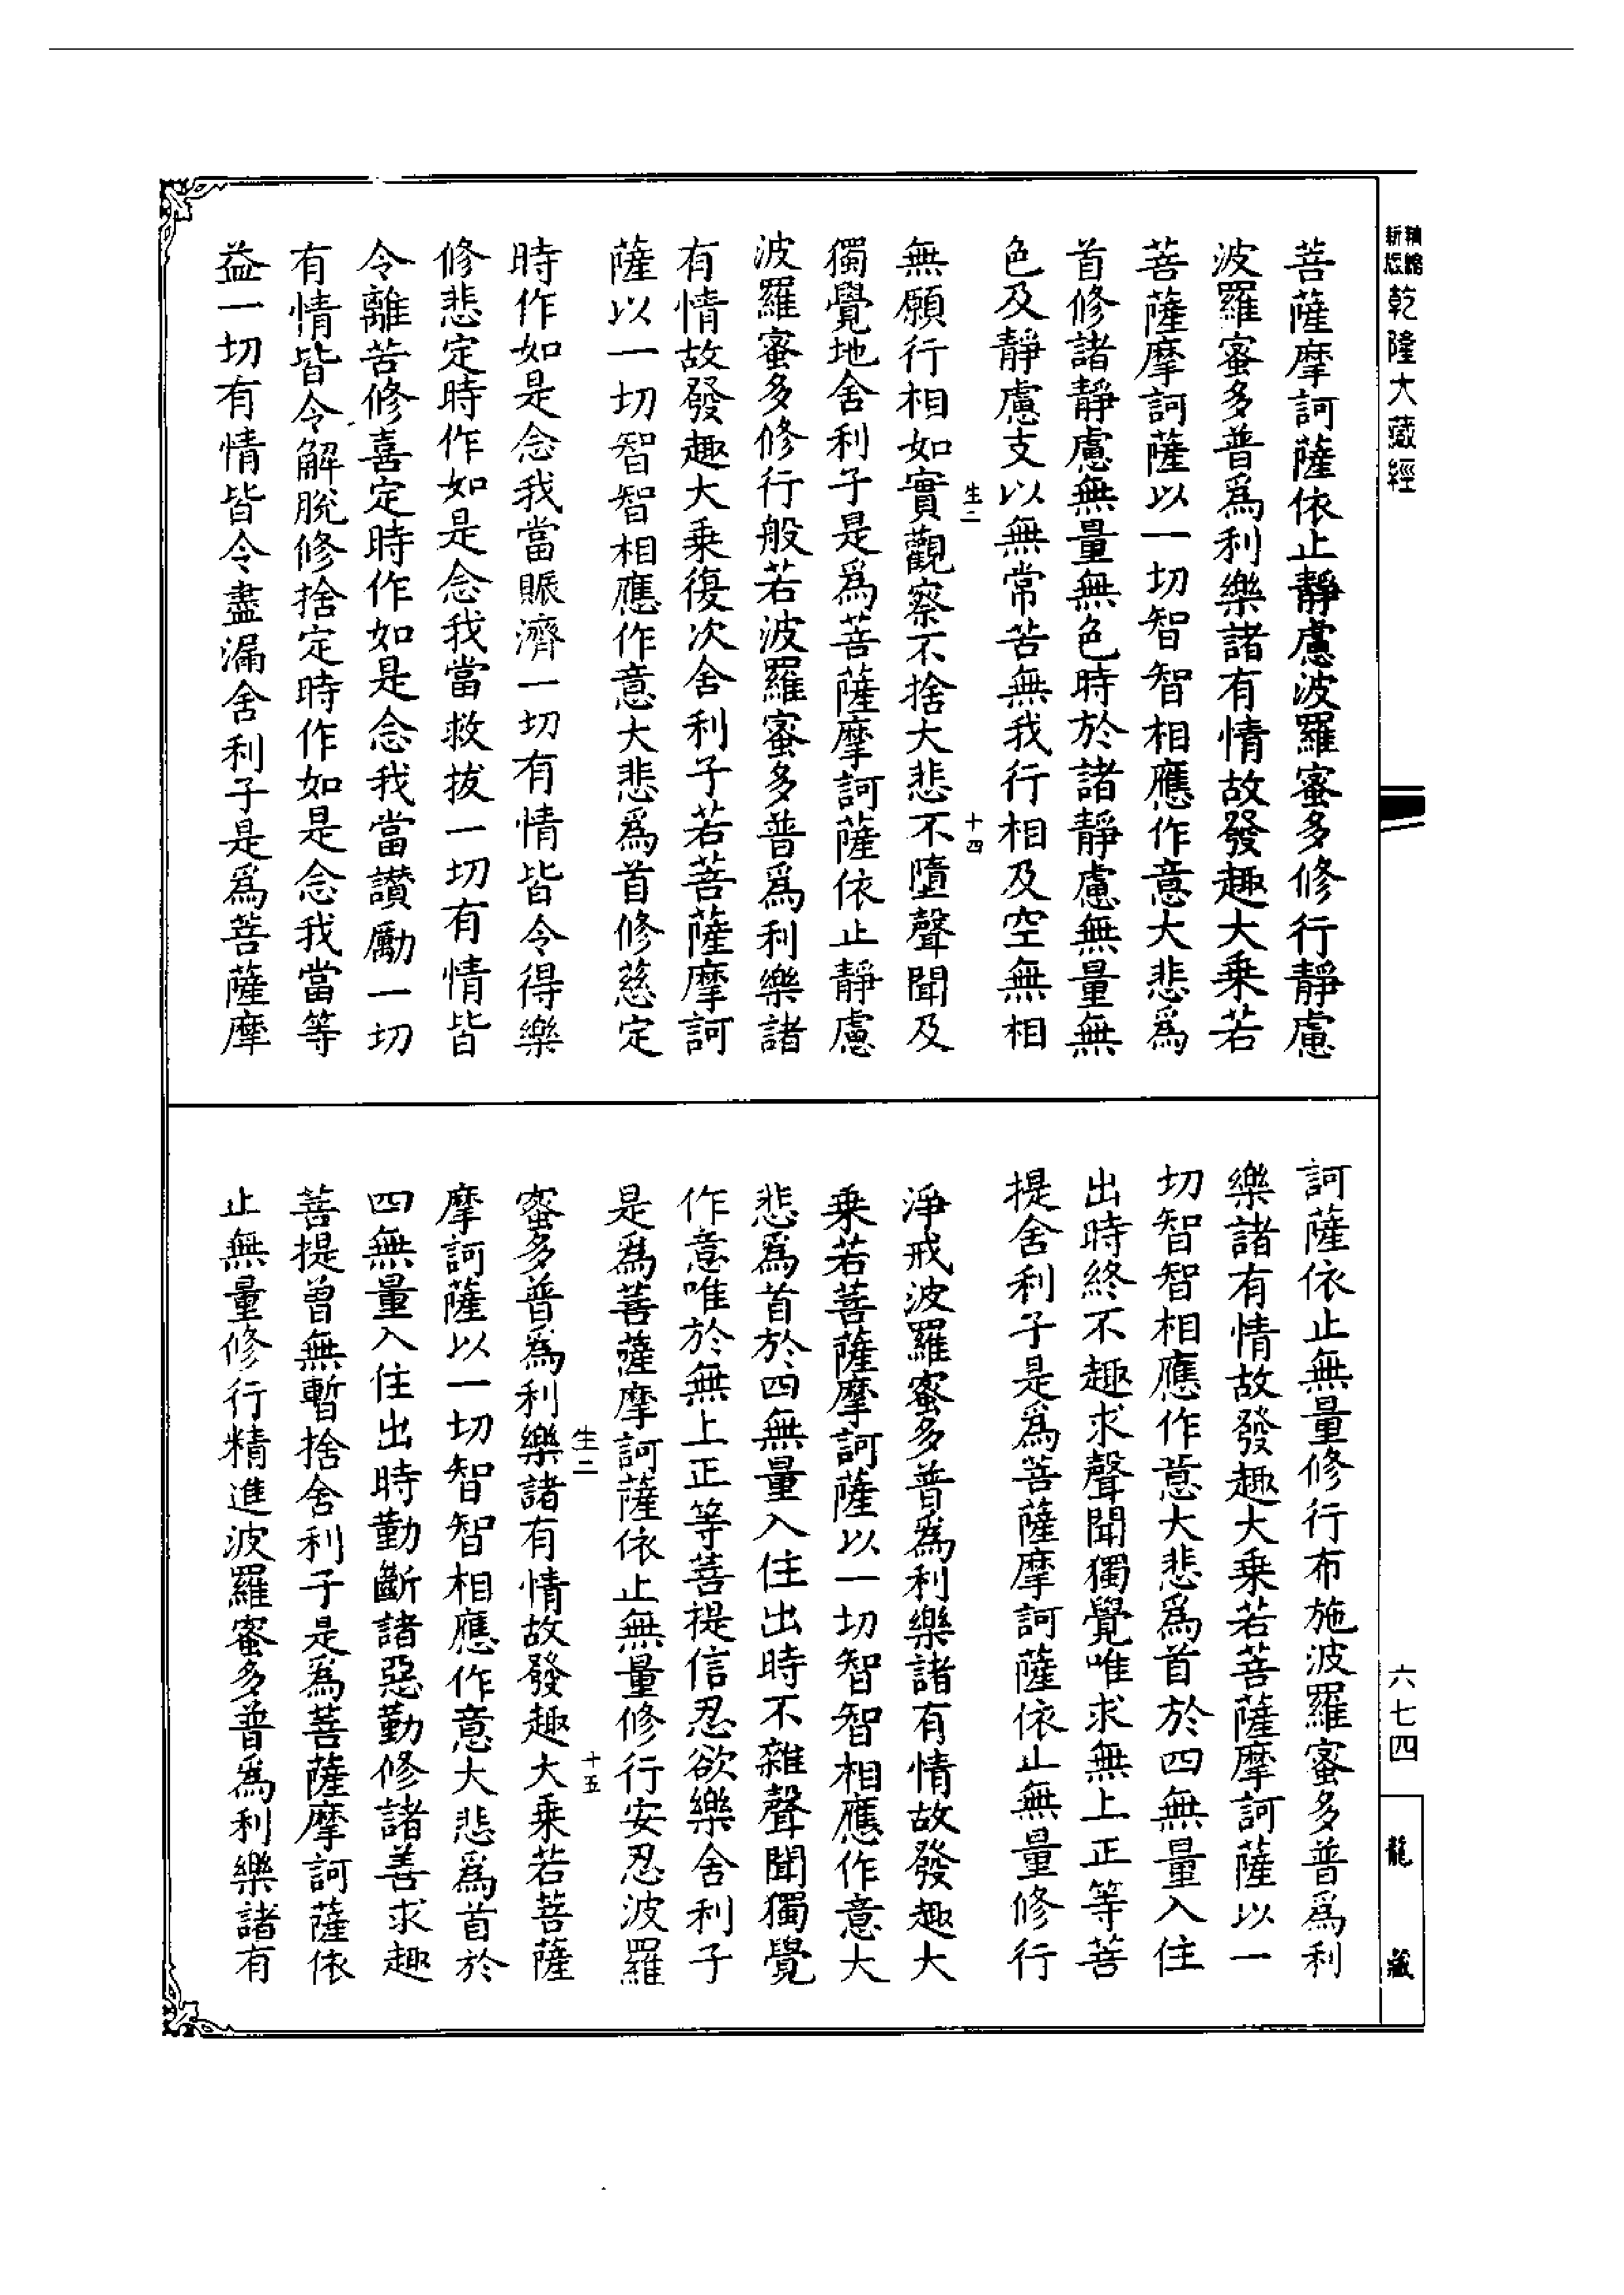 新版
乾隆大藏經
菩薩摩訶薩依止靜慮波羅蜜多修行靜慮
波羅蜜多普爲利樂諸有情故發趣大乗若
菩薩摩訶薩以一切智智相應作意大悲爲
首修諸靜慮無量無色時於諸靜慮無量無
色及靜慮支以無常苦無我行相及空無相
生二
十四
無願行相如實觀察不捨大悲不墮聲聞及
獨覺地舍利子是爲菩薩摩訶薩依止靜慮
波羅蜜多修行般若波羅蜜多普爲利樂諸
有情故發趣大乗復次舍利子若菩薩摩訶
薩以一切智智相應作意大悲爲首修慈定
時作如是念我當賑濟一切有情皆令得樂
修悲定時作如是念我當救拔一切有情皆
令離苦修喜定時作如是念我當讃勵一切
有情皆令解脫修捨定時作如是念我當等
益一切有情皆令盡漏舍利子是爲菩薩摩
訶薩依止無量修行布施波羅蜜多普爲利
樂諸有情故發趣大乗若菩薩摩訶薩以一
切智智相應作意大悲爲首於四無量入住
出時終不趣求聲聞獨覺唯求無上正等菩
提舍利子是爲菩薩摩訶薩依止無量修行
淨戒波羅蜜多普爲利樂諸有情故發趣大
乗若菩薩摩訶薩以一切智智相應作意大
悲爲首於四無量入住出時不雜聲聞獨覺
作意唯於無上正等菩提信忍欲樂舍利子
是爲菩薩摩訶薩依止無量修行安忍波羅
生二
十五
蜜多普爲利樂諸有情故發趣大乗若菩薩
摩訶薩以一切智智相應作意大悲爲首於
四無量入住出時勤斷諸惡勤修諸善求趣
菩提曾無暫捨舍利子是爲菩薩摩訶薩依
止無量修行精進波羅蜜多普爲利樂諸有
六七四
龍藏